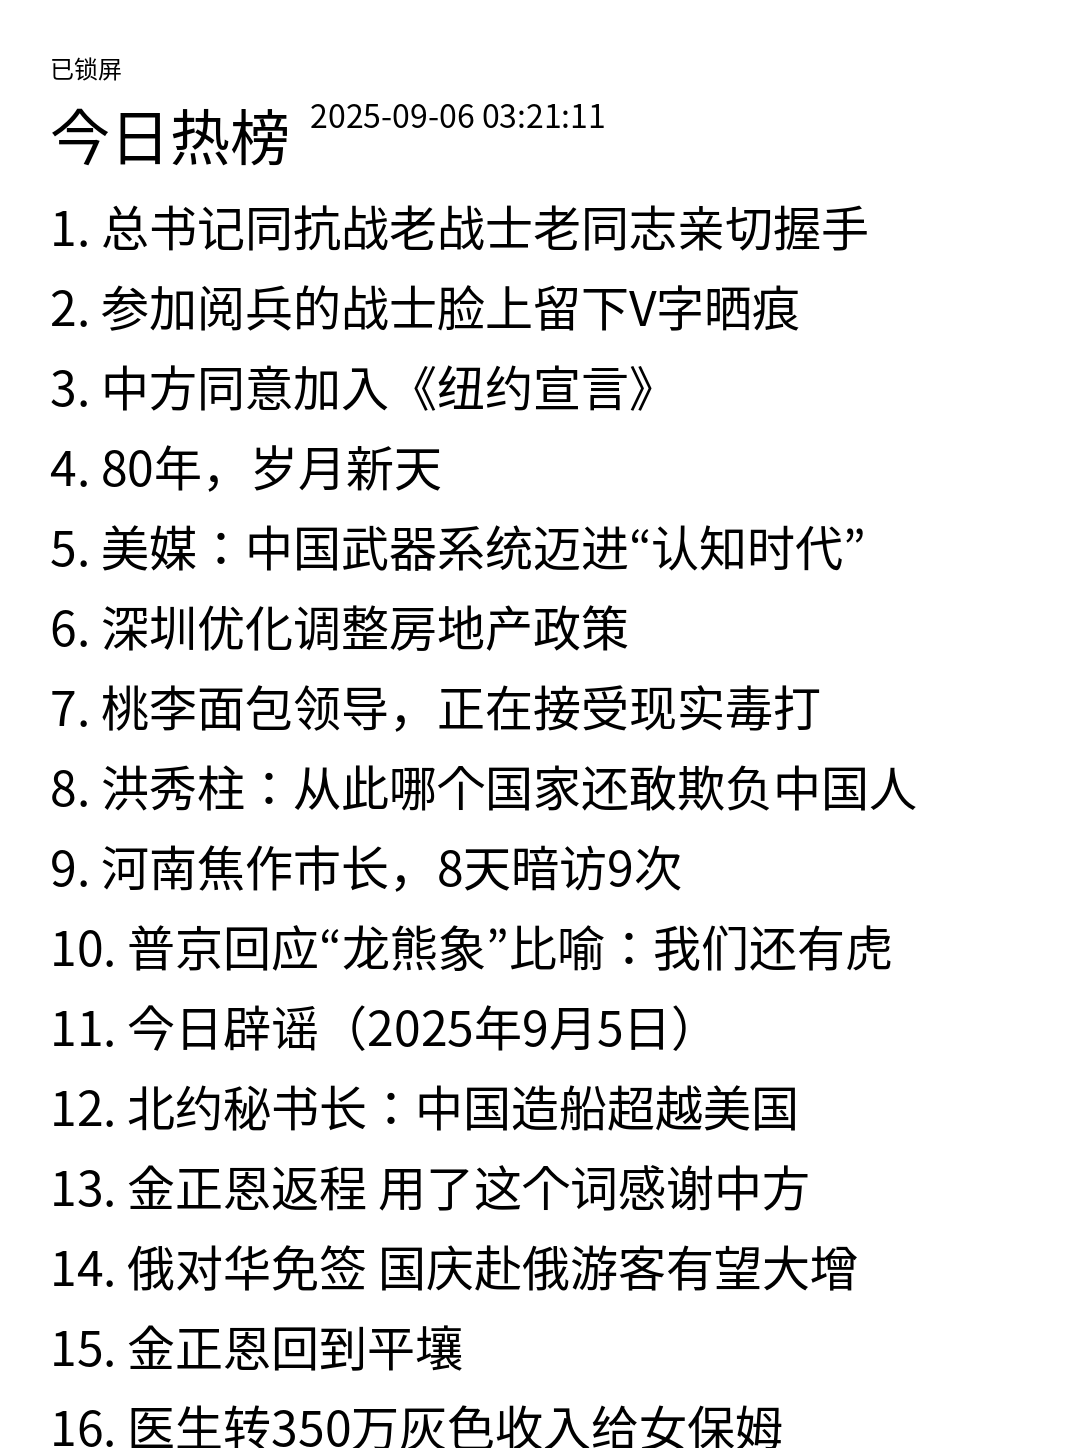 已锁屏
今日热榜 2025-09-06 03:21:11
1. 总书记同抗战老战士老同志亲切握手
2. 参加阅兵的战士脸上留下V字晒痕
3. 中方同意加入《纽约宣言》
4. 80年，岁月新天
5. 美媒：中国武器系统迈进“认知时代”
6. 深圳优化调整房地产政策
7. 桃李面包领导，正在接受现实毒打
8. 洪秀柱：从此哪个国家还敢欺负中国人
9. 河南焦作市长，8天暗访9次
10. 普京回应“龙熊象”比喻：我们还有虎
11. 今日辟谣（2025年9月5日）
12. 北约秘书长：中国造船超越美国
13. 金正恩返程 用了这个词感谢中方
14. 俄对华免签 国庆赴俄游客有望大增
15. 金正恩回到平壤
16. 医生转350万灰色收入给女保姆